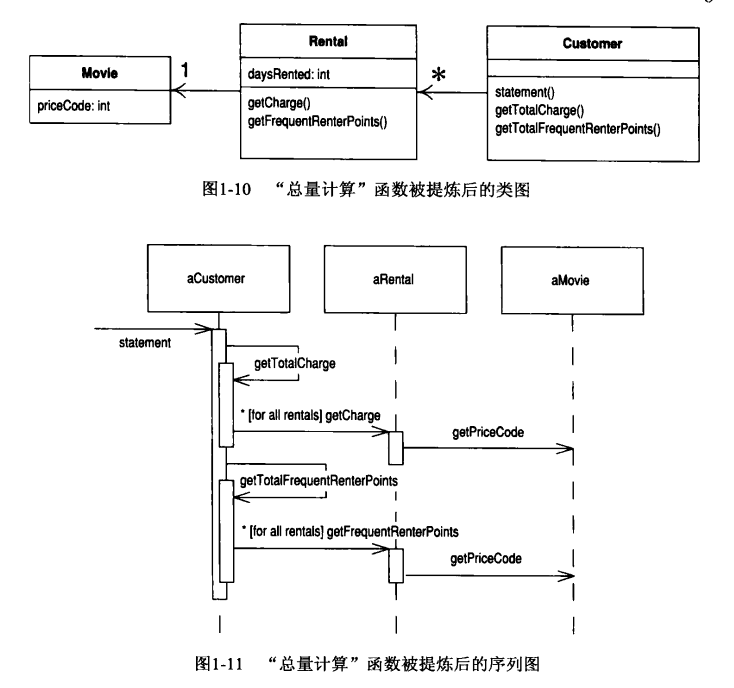 Rental
Customer
Movie
1
daysRented: int
*
priceCode: int
getCharge()
getFrequentRenterPoints()
statement()
getTotalCharge()
getTotalFrequentRenterPoints()
图1-10 “总量计算”函数被提炼后的类图
aCustomer
aRental
aMovie
statement
getTotalCharge
* [for all rentals] getCharge
getPriceCode
getTotalFrequentRenterPoints
* [for all rentals] getFrequentRenterPoints
getPriceCode
图1-11 “总量计算”函数被提炼后的序列图